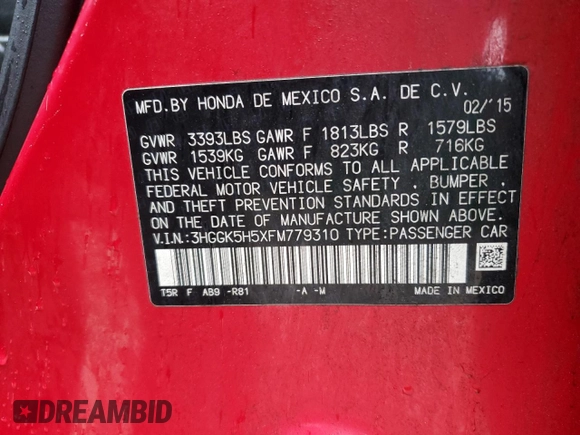 MFD.BY HONDA DE MEXICO S.A. DE C.V.
02/'15
GVWR 3393LBS GAWR F 1813LBS R 1579LBS
GVWR 1539KG GAWR F 823KG R 716KG
THIS VEHICLE CONFORMS TO ALL APPLICABLE
FEDERAL MOTOR VEHICLE SAFETY , BUMPER ,
AND THEFT PREVENTION STANDARDS IN EFFECT
ON THE DATE OF MANUFACTURE SHOWN ABOVE.
V.I.N.:3HGGK5H5XFM779310 TYPE:PASSENGER CAR
T5R F AB9 -R81 -A -M MADE IN MEXICO
DREAMBID